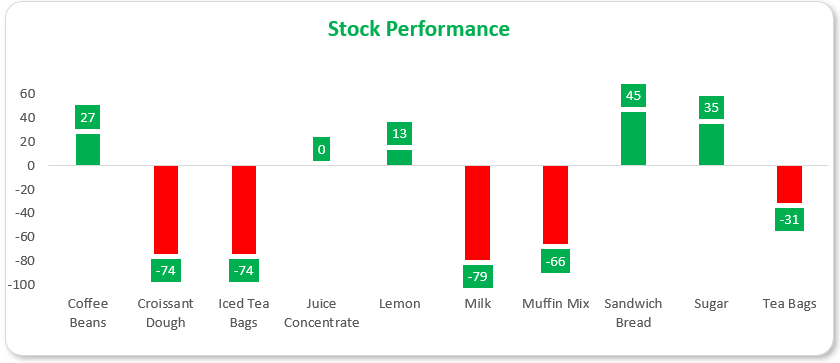 Stock Performance
60
40
20
0
-20
-40
-60
-80
-100
27
-74
-74
0
13
-79
-66
45
35
-31
Coffee
Beans
Croissant
Dough
Iced Tea
Bags
Juice
Concentrate
Lemon
Milk
Muffin Mix
Sandwich
Bread
Sugar
Tea Bags